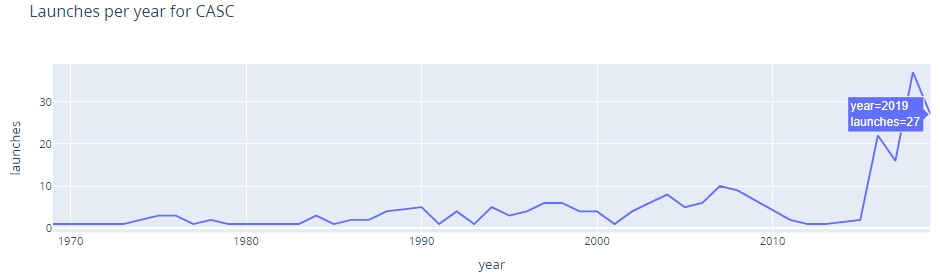 Launches per year for CASC
30
20
10
0
launches
year=2019
launches=27
1970 1980 1990 2000 2010
year